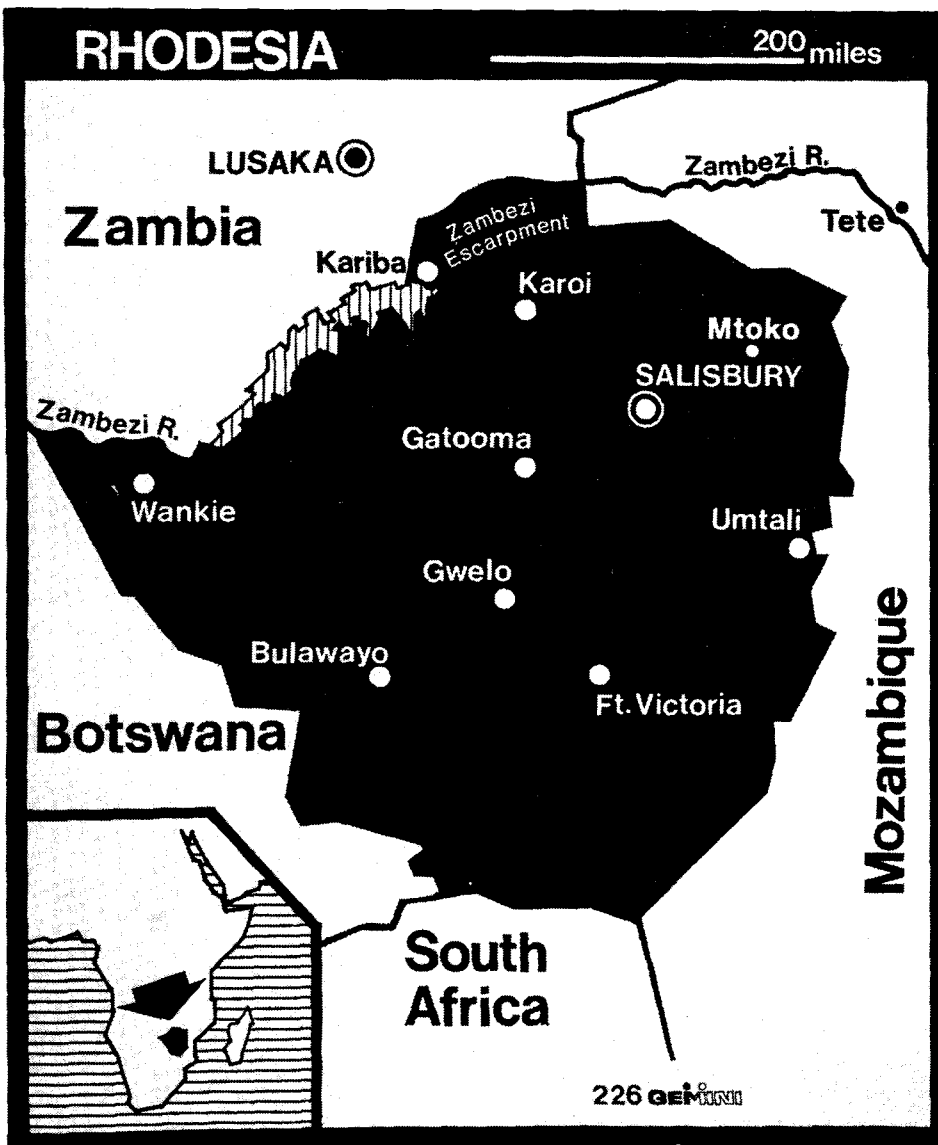 RHODESIA
200 miles
LUSAKA
Zambezi R.
Zambia
Tete
Zambezi
Escarpment
Kariba
Karoi
Mtoko
SALISBURY
Zambezi R.
Gatooma
Wankie
Umtali
Gwelo
Bulawayo
Ft. Victoria
Botswana
Mozambique
South
Africa
226 GEMINI